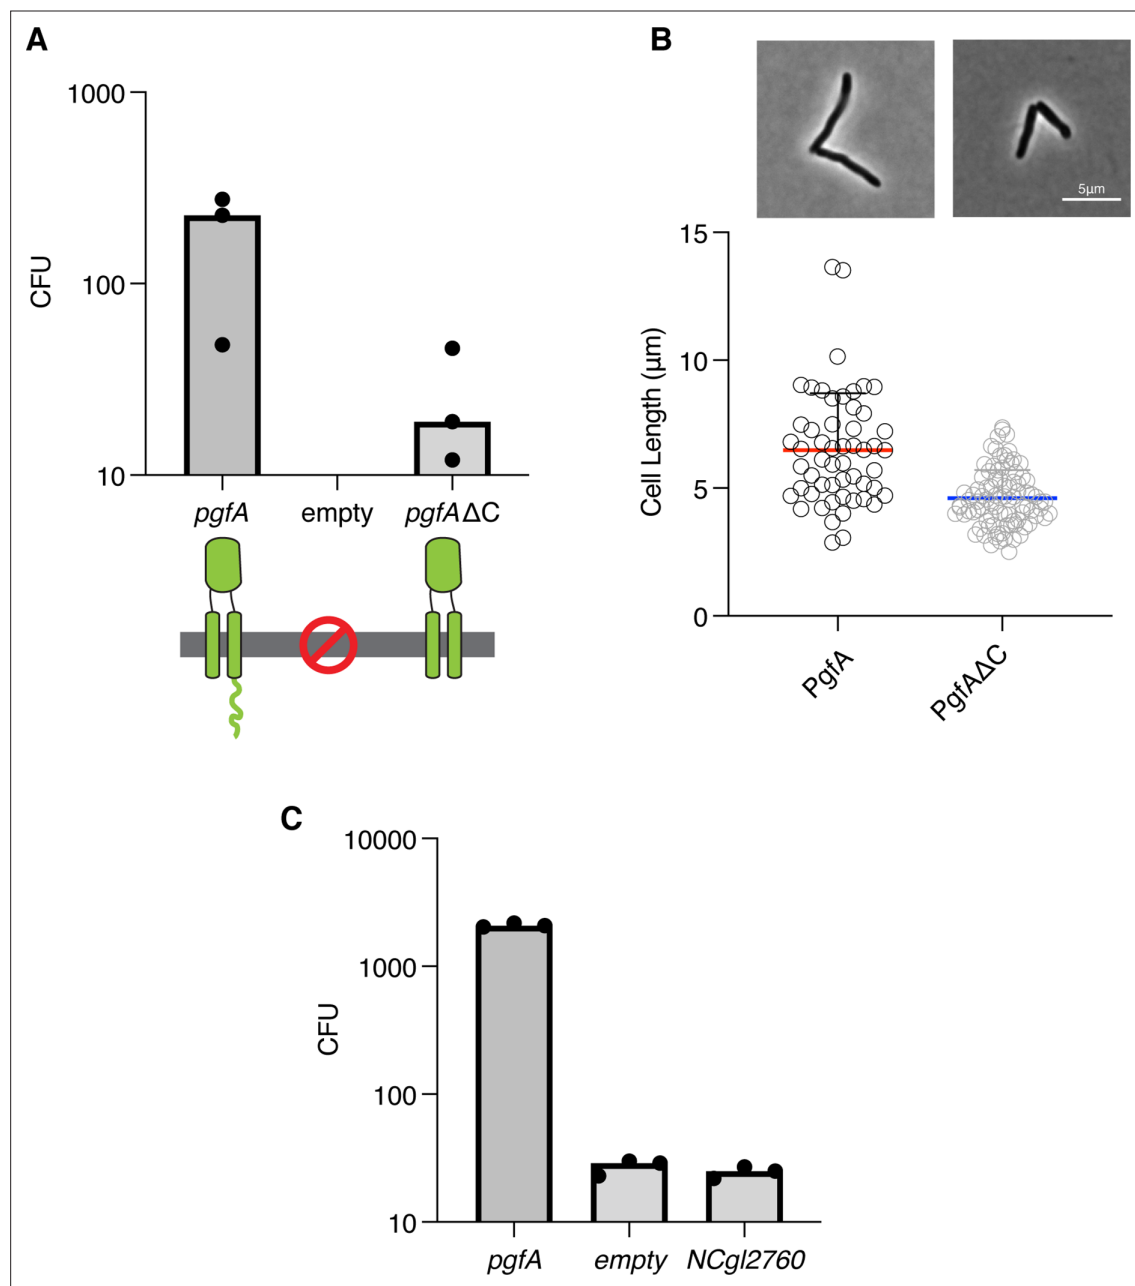 A
1000
100
10
CFU
pgfA
empty
pgfAΔC
B
5µm
15
10
5
0
Cell Length (µm)
PgfA
PgfAΔC
C
10000
1000
100
10
CFU
pgfA
empty
NCgl2760